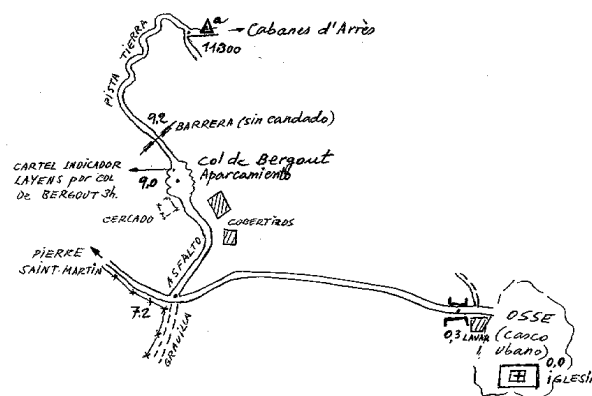 a
→ Cabanes d'Arrès
11300
PISTA TIERRA
9,2
BARRERA (sin candado)
CARTEL INDICADOR
LAYENS por COL
DE BERGOUT 3h.
9,0
Col de Bergout
Aparcamiento
CERCADO
COBERTIZOS
ASFALTO
PIERRE
SAINT-MARTIN
7.2
GRAVILLA
OSSE
(Casco
Ubano)
0,3
LAVAR
0,0
iGLESiA